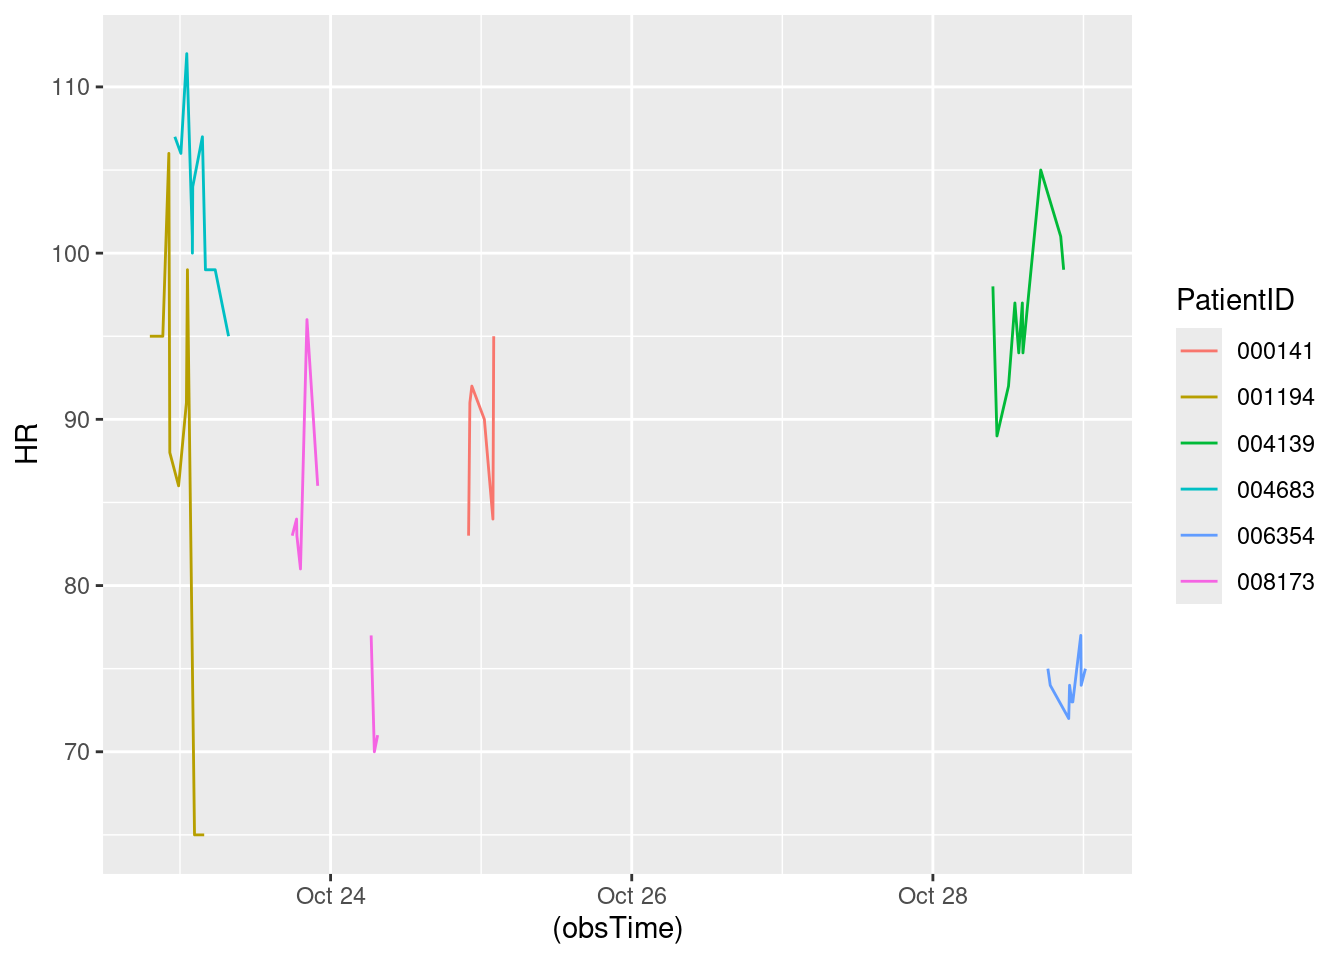 110
100
90
80
70
HR
Oct 24
Oct 26
Oct 28
(obsTime)
PatientID
000141
001194
004139
004683
006354
008173